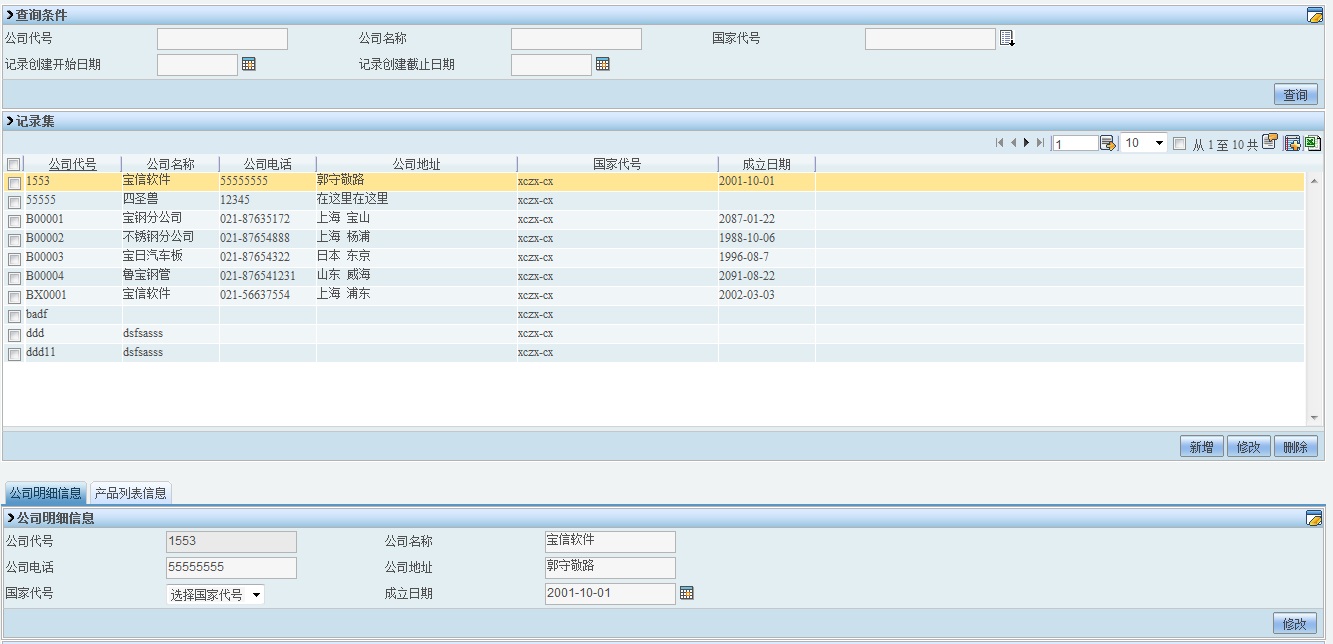 查询条件
公司代号 公司名称 国家代号
记录创建开始日期 记录创建截止日期
查询
记录集
1 10 从 1 至 10 共
公司代号 公司名称 公司电话 公司地址 国家代号 成立日期
1553 宝信软件 55555555 郭守敬路 xczx-cx 2001-10-01
55555 四圣兽 12345 在这里在这里 xczx-cx
B00001 宝钢分公司 021-87635172 上海 宝山 xczx-cx 2087-01-22
B00002 不锈钢分公司 021-87654888 上海 杨浦 xczx-cx 1988-10-06
B00003 宝日汽车板 021-87654322 日本 东京 xczx-cx 1996-08-7
B00004 鲁宝钢管 021-876541231 山东 威海 xczx-cx 2091-08-22
BX0001 宝信软件 021-56637554 上海 浦东 xczx-cx 2002-03-03
badf xczx-cx
ddd dsfsasss xczx-cx
ddd11 dsfsasss xczx-cx
新增 修改 删除
公司明细信息 产品列表信息
公司明细信息
公司代号 1553 公司名称 宝信软件
公司电话 55555555 公司地址 郭守敬路
国家代号 选择国家代号 成立日期 2001-10-01
修改